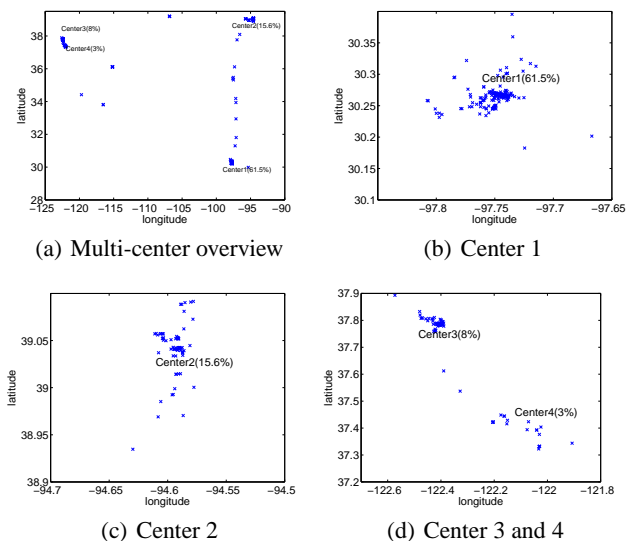 Center3(8%)
Center4(3%)
Center2(15.6%)
Center1(61.5%)
latitude
40
38
36
34
32
30
28
−125 −120 −115 −110 −105 −100 −95 −90
longitude
(a) Multi-center overview
Center1(61.5%)
latitude
30.4
30.35
30.3
30.25
30.2
30.15
30.1
−97.8 −97.75 −97.7 −97.65
longitude
(b) Center 1
Center2(15.6%)
latitude
39.05
39
38.95
38.9
−94.7 −94.65 −94.6 −94.55 −94.5
longitude
(c) Center 2
Center3(8%)
Center4(3%)
latitude
37.9
37.8
37.7
37.6
37.5
37.4
37.3
37.2
−122.6 −122.4 −122.2 −122 −121.8
longitude
(d) Center 3 and 4